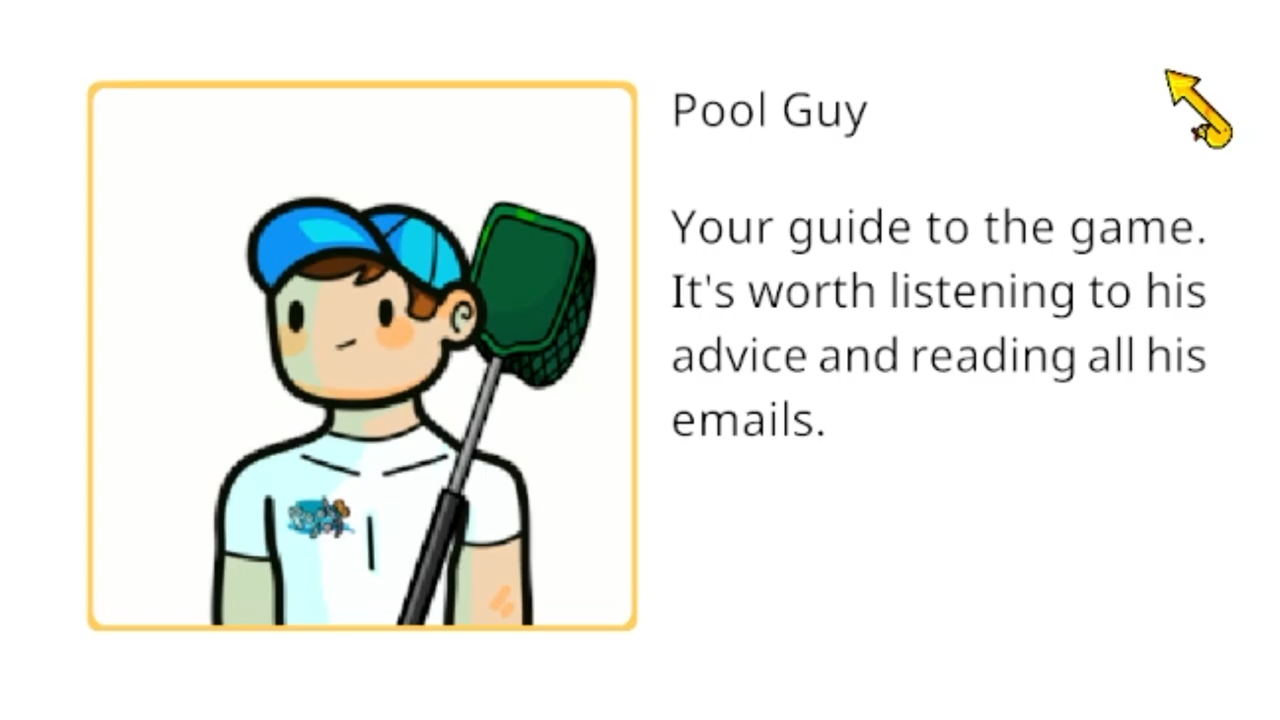 Pool Guy
Your guide to the game.
It's worth listening to his
advice and reading all his
emails.